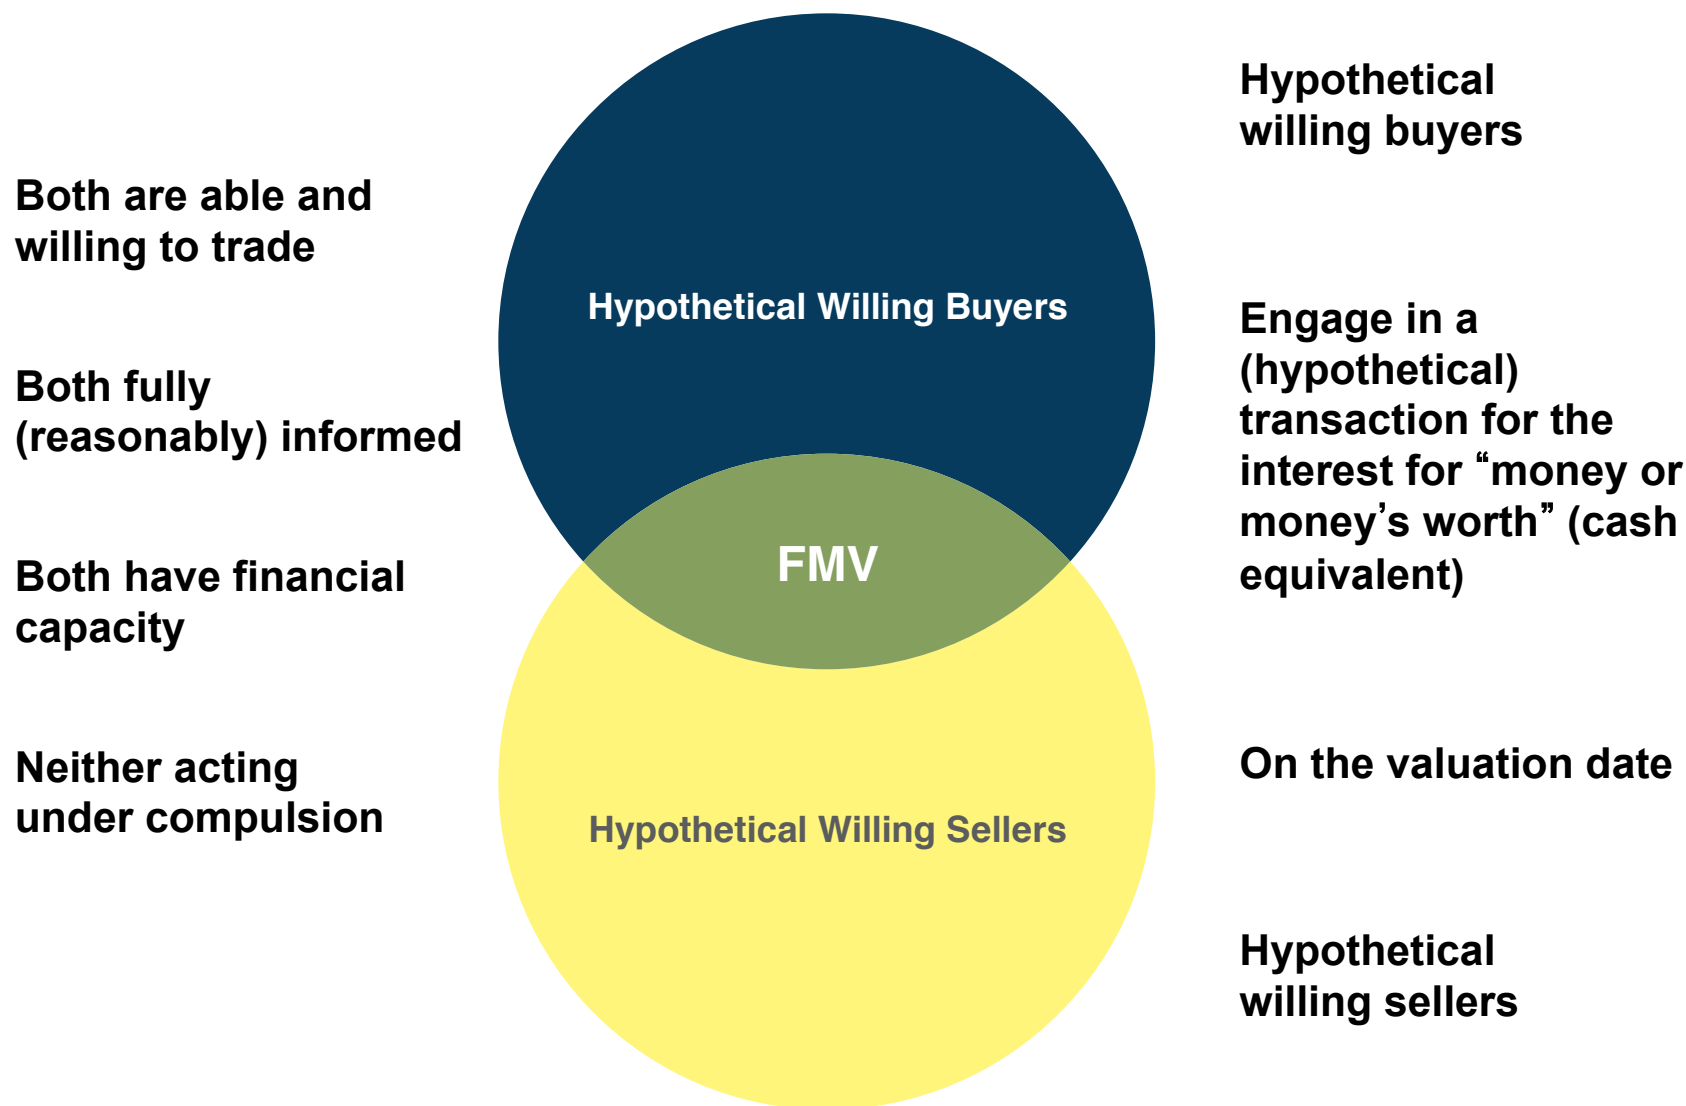 Both are able and
willing to trade
Both fully
(reasonably) informed
Both have financial
capacity
Neither acting
under compulsion
Hypothetical Willing Buyers
FMV
Hypothetical Willing Sellers
Hypothetical
willing buyers
Engage in a
(hypothetical)
transaction for the
interest for “money or
money’s worth” (cash
equivalent)
On the valuation date
Hypothetical
willing sellers